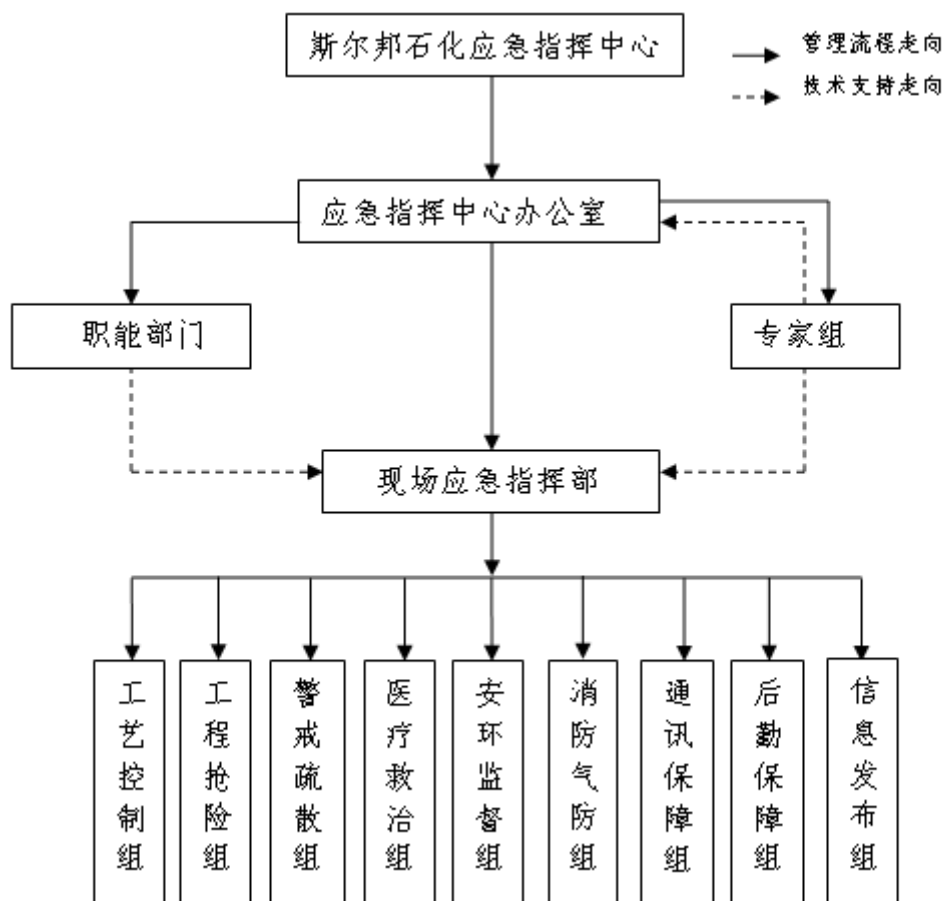 斯尔邦石化应急指挥中心
管理流程走向
技术支持走向
应急指挥中心办公室
职能部门
专家组
现场应急指挥部
工艺控制组
工程抢险组
警戒疏散组
医疗救治组
安环监督组
消防气防组
通讯保障组
后勤保障组
信息发布组